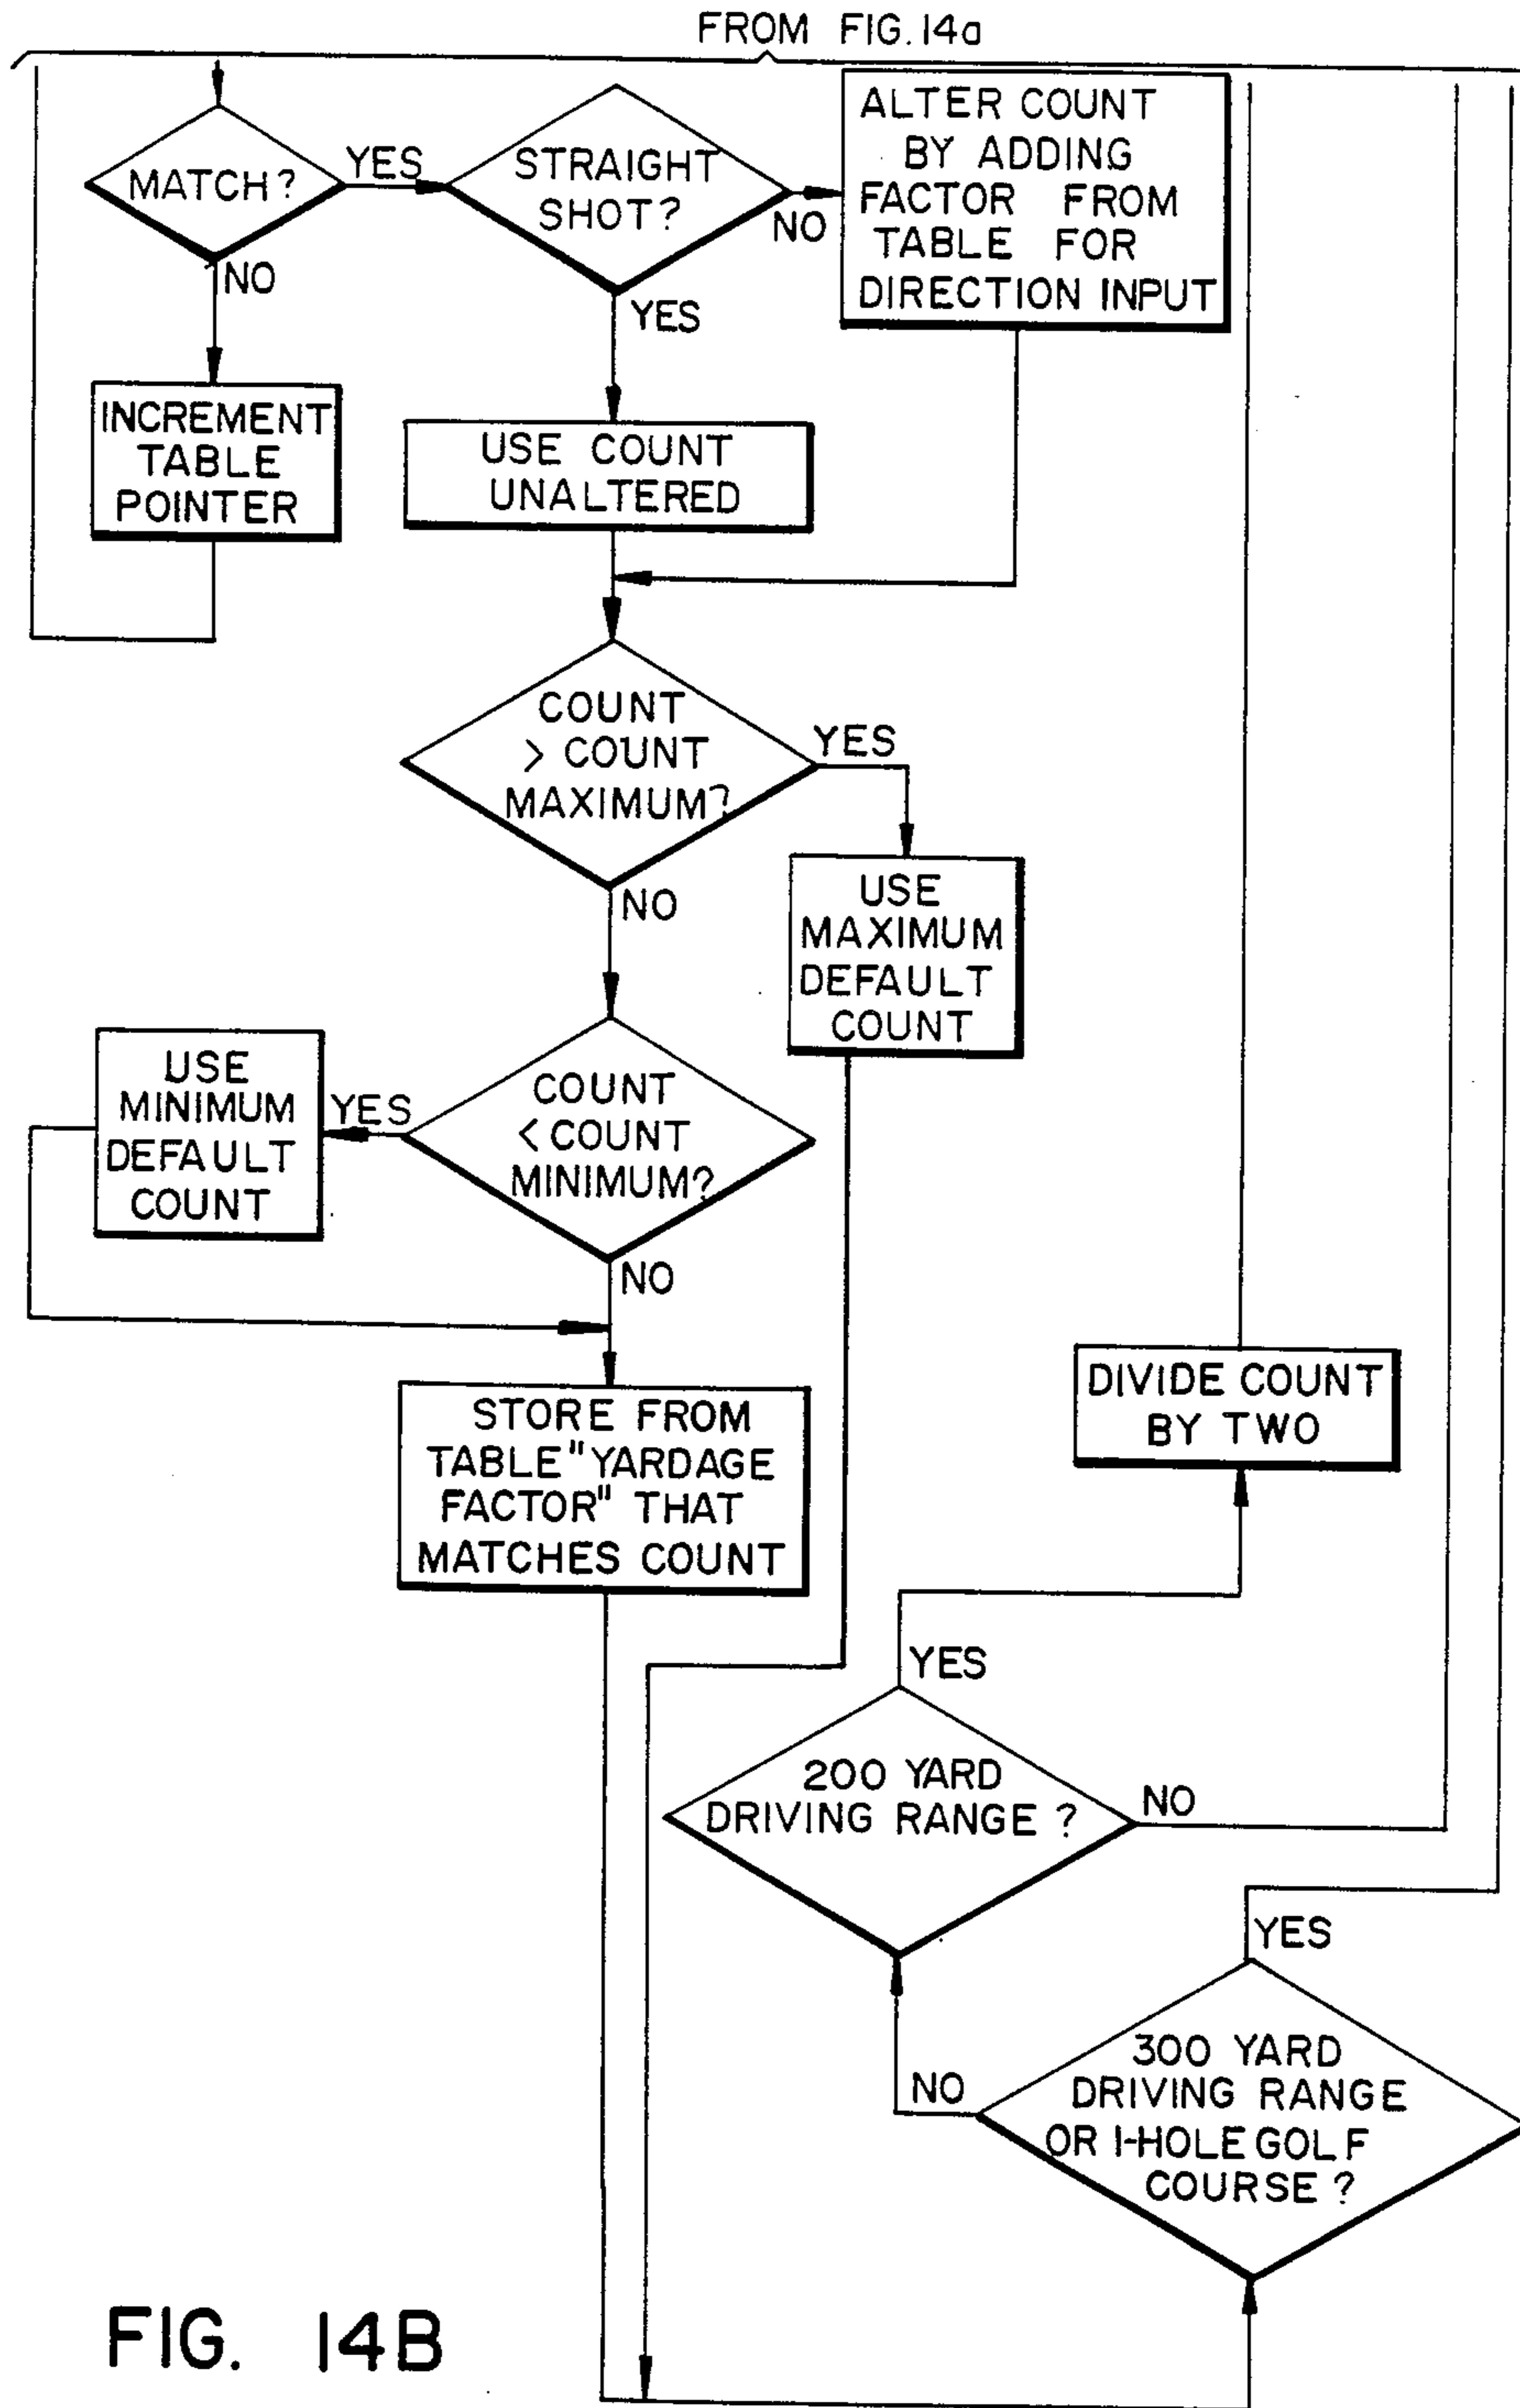 FROM FIG. 14a
MATCH?
YES
NO
STRAIGHT
SHOT?
NO
YES
ALTER COUNT
BY ADDING
FACTOR FROM
TABLE FOR
DIRECTION INPUT
INCREMENT
TABLE
POINTER
USE COUNT
UNALTERED
COUNT
> COUNT
MAXIMUM?
YES
NO
USE
MAXIMUM
DEFAULT
COUNT
USE
MINIMUM
DEFAULT
COUNT
YES
COUNT
< COUNT
MINIMUM?
NO
STORE FROM
TABLE "YARDAGE
FACTOR" THAT
MATCHES COUNT
DIVIDE COUNT
BY TWO
YES
200 YARD
DRIVING RANGE ?
NO
YES
NO
300 YARD
DRIVING RANGE
OR 1-HOLE GOLF
COURSE ?
FIG. 14B